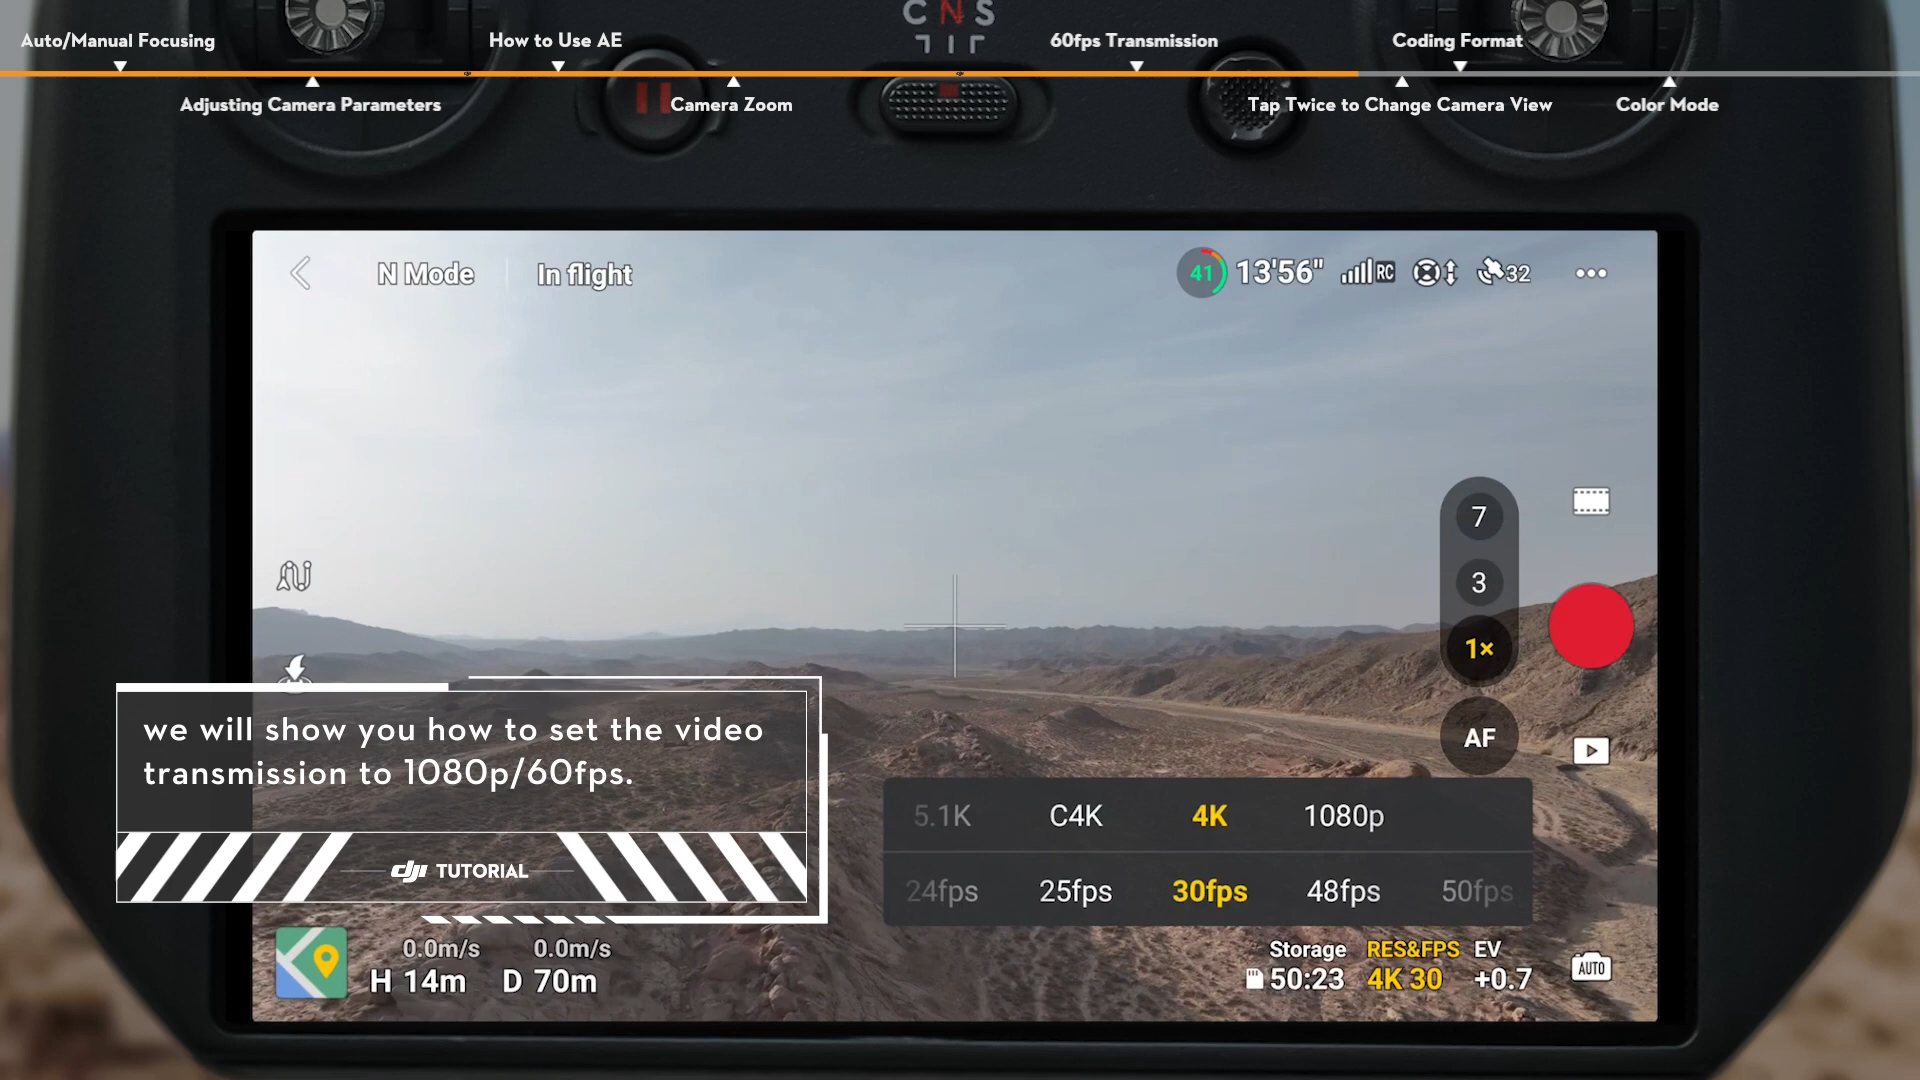 C N S
Auto/Manual Focusing
How to Use AE
60fps Transmission
Coding Format
Adjusting Camera Parameters
Camera Zoom
Tap Twice to Change Camera View
Color Mode
N Mode
In flight
41
13'56"
RC
32
7
3
1×
AF
we will show you how to set the video
transmission to 1080p/60fps.
dji TUTORIAL
5.1K C4K 4K 1080p
24fps 25fps 30fps 48fps 50fps
0.0m/s 0.0m/s
H 14m D 70m
Storage RES&FPS EV
50:23 4K 30 +0.7
AUTO